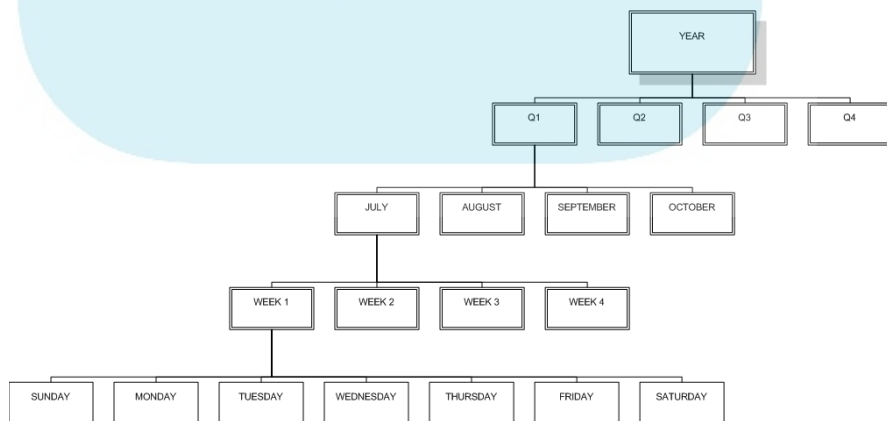 YEAR
Q1 Q2 Q3 Q4
JULY AUGUST SEPTEMBER OCTOBER
WEEK 1 WEEK 2 WEEK 3 WEEK 4
SUNDAY MONDAY TUESDAY WEDNESDAY THURSDAY FRIDAY SATURDAY